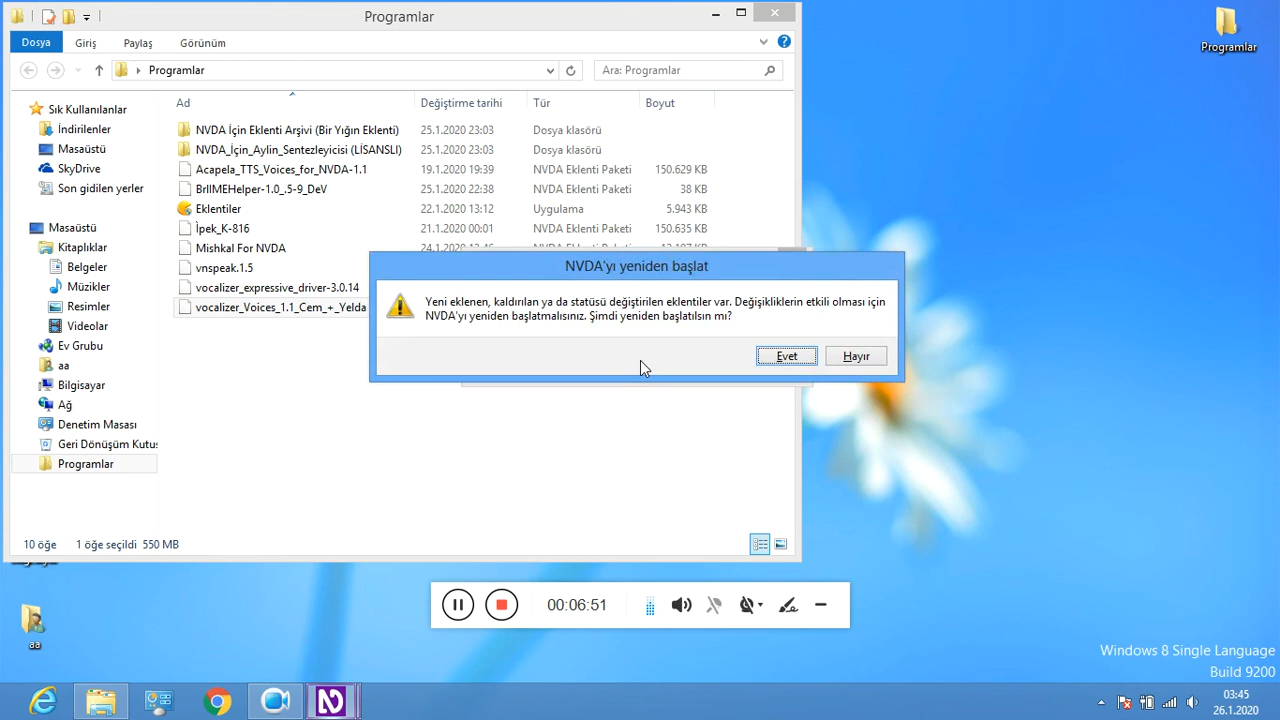 Programlar
Programlar
Dosya Giriş Paylaş Görünüm
Programlar Ara: Programlar
Ad Değiştirme tarihi Tür Boyut
Sık Kullanılanlar
İndirilenler
Masaüstü
SkyDrive
Son gidilen yerler
Masaüstü
Kitaplıklar
Belgeler
Müzikler
Resimler
Videolar
Ev Grubu
aa
Bilgisayar
Ağ
Denetim Masası
Geri Dönüşüm Kutus
Programlar
NVDA İçin Eklenti Arşivi (Bir Yığın Eklenti) 25.1.2020 23:03 Dosya klasörü
NVDA_İçin_Aylin_Sentezleyicisi (LİSANSLI) 25.1.2020 23:03 Dosya klasörü
Acapela_TTS_Voices_for_NVDA-1.1 19.1.2020 19:39 NVDA Eklenti Paketi 150.629 KB
BrlIMEHelper-1.0_.5-9_DeV 25.1.2020 22:38 NVDA Eklenti Paketi 38 KB
Eklentiler 22.1.2020 13:12 Uygulama 5.943 KB
İpek_K-816 21.1.2020 00:01 NVDA Eklenti Paketi 150.635 KB
Mishkal For NVDA
vnspeak.1.5
vocalizer_expressive_driver-3.0.14
vocalizer_Voices_1.1_Cem_+_Yelda
NVDA'yı yeniden başlat
Yeni eklenen, kaldırılan ya da statüsü değiştirilen eklentiler var. Değişikliklerin etkili olması için
NVDA'yı yeniden başlatmalısınız. Şimdi yeniden başlatılsın mı?
Evet Hayır
10 öğe 1 öğe seçildi 550 MB
00:06:51
aa
Windows 8 Single Language
Build 9200
03:45
26.1.2020